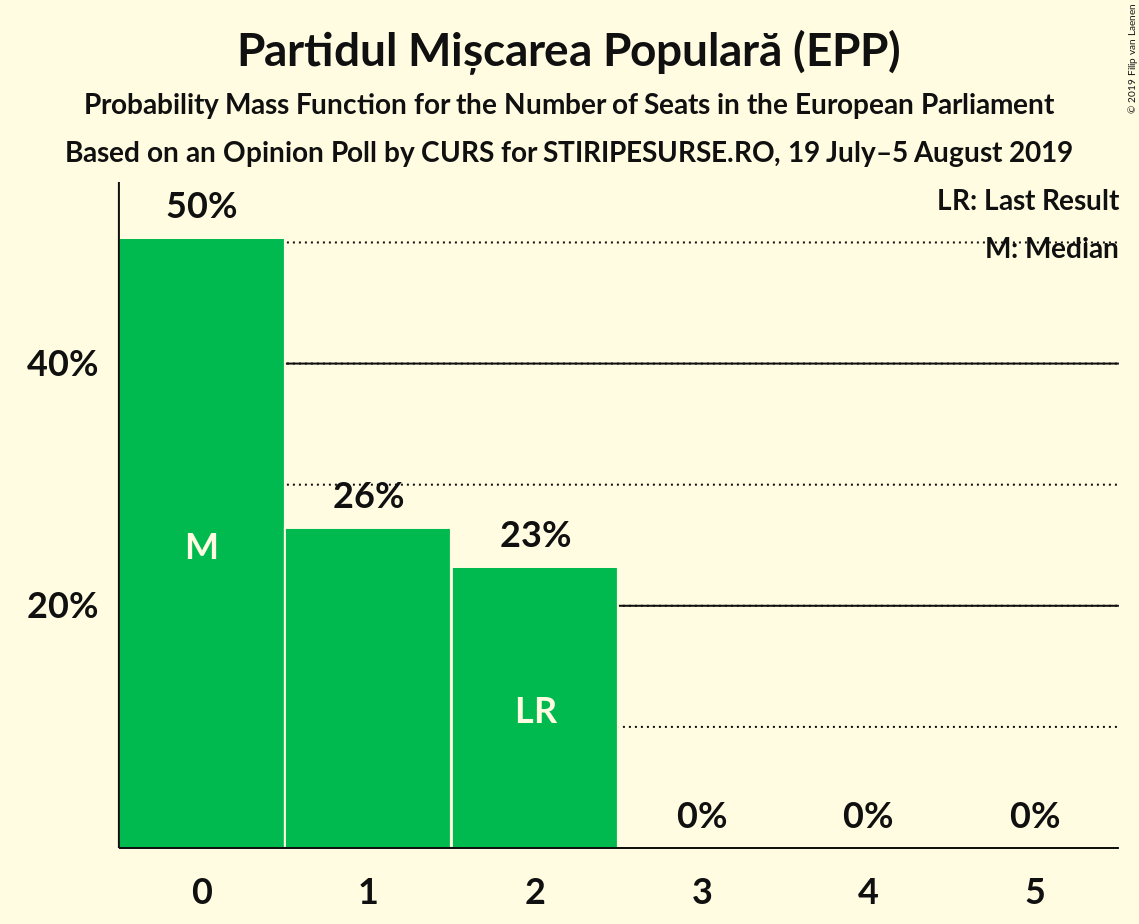 Partidul Mișcarea Populară (EPP)
Probability Mass Function for the Number of Seats in the European Parliament
Based on an Opinion Poll by CURS for STIRIPESURSE.RO, 19 July–5 August 2019
© 2019 Filip van Laenen
LR: Last Result
M: Median
50%
40%
26%
23%
M
20%
LR
0% 0% 0%
0 1 2 3 4 5